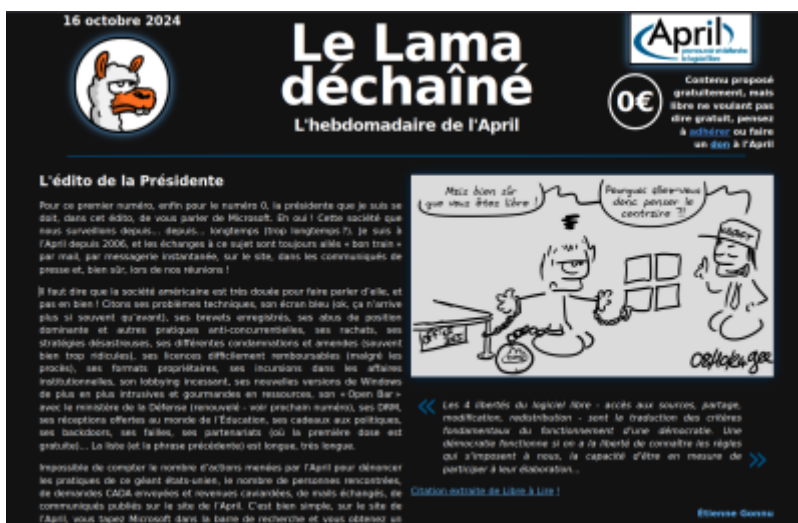 16 octobre 2024
Le Lama
déchaîné
L'hebdomadaire de l'April
April
promouvoir et défendre
le logiciel libre
0€
Contenu proposé
gratuitement, mais
libre ne voulant pas
dire gratuit, pensez
à adhérer ou faire
un don à l'April
L'édito de la Présidente
Pour ce premier numéro, enfin pour le numéro 0, la présidente que je suis se
doit, dans cet édito, de vous parler de Microsoft. Eh oui ! Cette société que
nous surveillons depuis... depuis... longtemps (trop longtemps ?). Je suis à
l'April depuis 2006, et les échanges à ce sujet sont toujours allés « bon train »
par mail, par messagerie instantanée, sur le site, dans les communiqués de
presse et, bien sûr, lors de nos réunions !
Il faut dire que la société américaine est très douée pour faire parler d'elle, et
pas en bien ! Citons ses problèmes techniques, son écran bleu (ok, ça n'arrive
plus si souvent qu'avant), ses brevets enregistrés, ses abus de position
dominante et autres pratiques anti-concurrentielles, ses rachats, ses
stratégies désastreuses, ses différentes condamnations et amendes (souvent
bien trop ridicules), ses licences difficilement remboursables (malgré les
procès), ses formats propriétaires, ses incursions dans les affaires
institutionnelles, son lobbying incessant, ses nouvelles versions de Windows
de plus en plus intrusives et gourmandes en ressources, son « Open Bar »
avec le ministère de la Défense (renouvelé - voir prochain numéro), ses DRM,
ses réceptions offertes au monde de l'Éducation, ses cadeaux aux politiques,
ses backdoors, ses failles, ses partenariats (où la première dose est
gratuite)... La liste (et la phrase précédente) est longue, très longue.
Impossible de compter le nombre d'actions menées par l'April pour dénoncer
les pratiques de ce géant états-unien, le nombre de personnes rencontrées,
de demandes CADA envoyées et revenues caviardées, de mails échangés, de
communiqués publiés sur le site de l'April. C'est bien simple, sur le site de
l'April, vous tapez Microsoft dans la barre de recherche et vous obtenez un
Mais bien sûr
que vous êtes libre !
Pourquoi allez-vous
donc penser le
contraire ?!
« Les 4 libertés du logiciel libre - accès aux sources, partage,
modification, redistribution - sont la traduction des critères
fondamentaux du fonctionnement d'une démocratie. Une
démocratie fonctionne si on a la liberté de connaître les règles
qui s'imposent à nous, la capacité d'être en mesure de
participer à leur élaboration... »
Citation extraite de Libre à Lire !
Étienne Gonnu